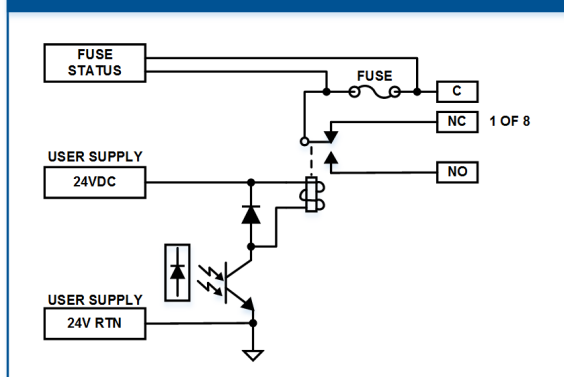 FUSE
STATUS
FUSE
C
NC 1 OF 8
NO
USER SUPPLY
24VDC
USER SUPPLY
24V RTN